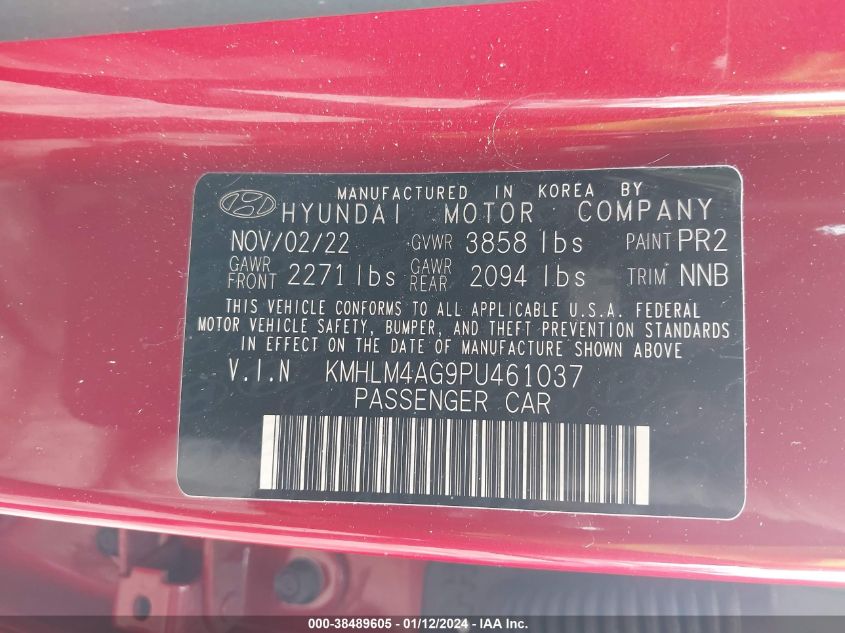 MANUFACTURED IN KOREA BY
HYUNDAI MOTOR COMPANY
NOV/02/22 GVWR 3858 lbs PAINT PR2
GAWR FRONT 2271 lbs GAWR REAR 2094 lbs TRIM NNB
THIS VEHICLE CONFORMS TO ALL APPLICABLE U.S.A. FEDERAL
MOTOR VEHICLE SAFETY, BUMPER, AND THEFT PREVENTION STANDARDS
IN EFFECT ON THE DATE OF MANUFACTURE SHOWN ABOVE
V.I.N KMHLM4AG9PU461037
PASSENGER CAR
000-38489605 - 01/12/2024 - IAA Inc.